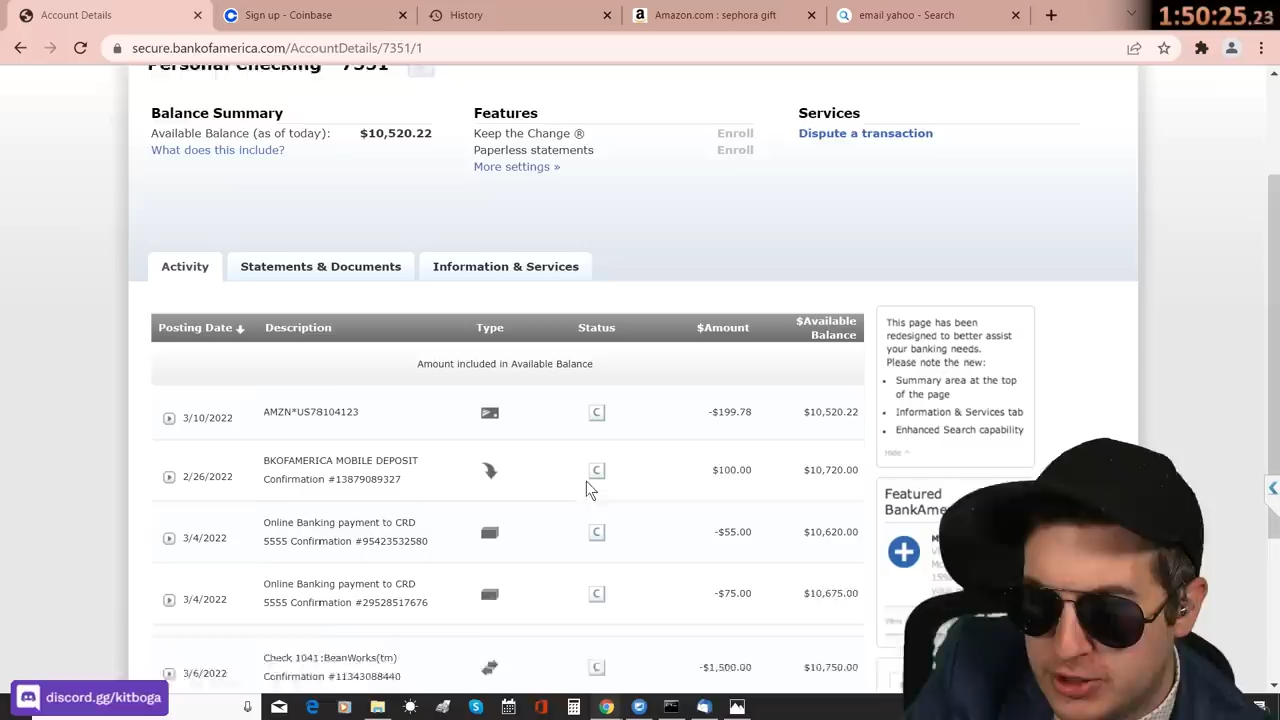 Account Details
Sign up - Coinbase
History
Amazon.com : sephora gift
email yahoo - Search
1:50:25.23
secure.bankofamerica.com/AccountDetails/7351/1
Personal Checking - 7351
Balance Summary
Available Balance (as of today): $10,520.22
What does this include?
Features
Keep the Change ® Enroll
Paperless statements Enroll
More settings »
Services
Dispute a transaction
Activity
Statements & Documents
Information & Services
Posting Date Description Type Status $Amount $Available Balance
Amount included in Available Balance
3/10/2022 AMZN*US78104123 C -$199.78 $10,520.22
BKOFAMERICA MOBILE DEPOSIT
2/26/2022 Confirmation #13879089327 C $100.00 $10,720.00
Online Banking payment to CRD
3/4/2022 5555 Confirmation #95423532580 C -$55.00 $10,620.00
Online Banking payment to CRD
3/4/2022 5555 Confirmation #29528517676 C -$75.00 $10,675.00
Check 1041:BeanWorks(tm)
3/6/2022 Confirmation #11343088440 C -$1,500.00 $10,750.00
This page has been
redesigned to better assist
your banking needs.
Please note the new:
Summary area at the top
of the page
Information & Services tab
Enhanced Search capability
Hide ^
Featured
BankAme
discord.gg/kitboga